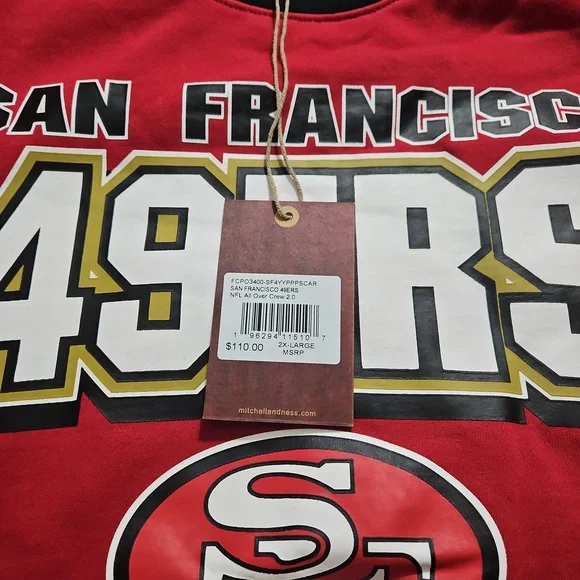 SAN FRANCISC
49ERS
FCPO3400-SF4YYPPPSCAR
SAN FRANCISCO 49ERS
NFL All Over Crew 2.0
1 96294 11510 7
$110.00 2X-LARGE
MSRP
mitchellandness.com
SF